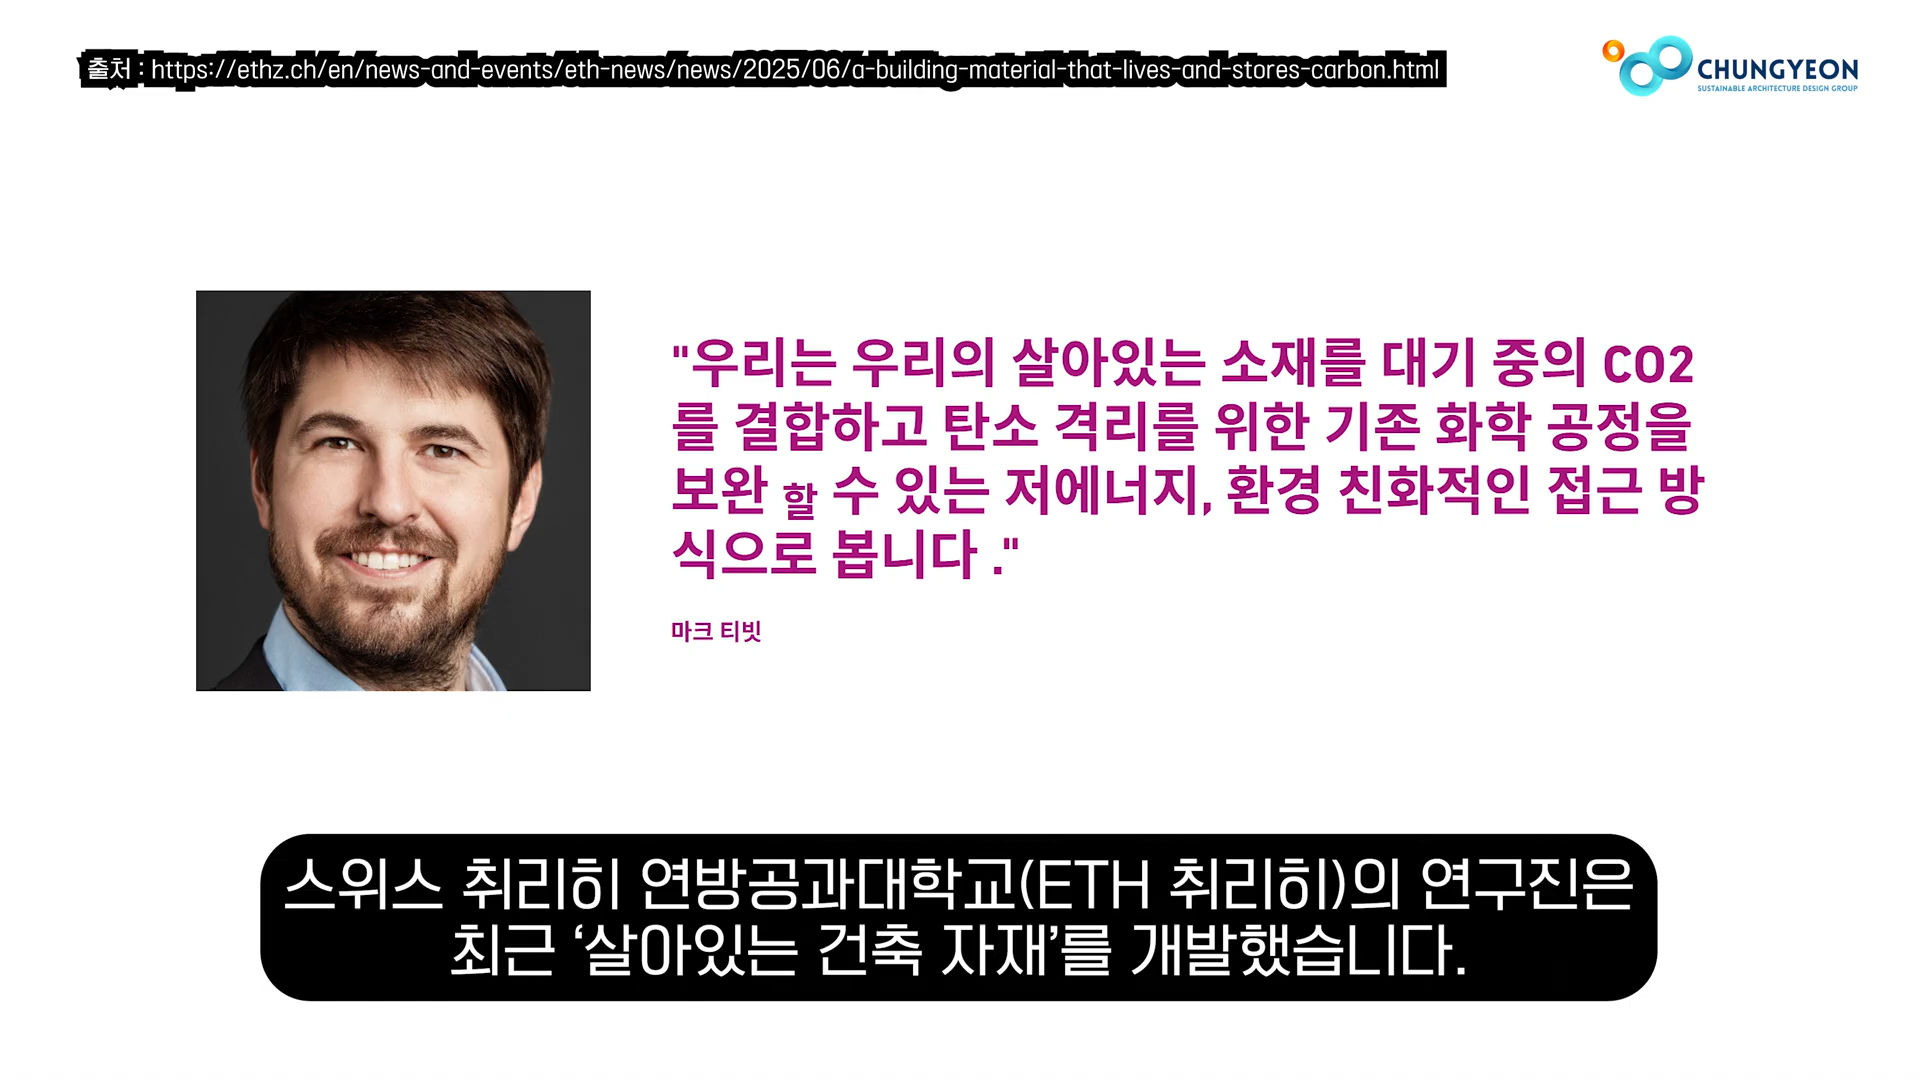 출처 : https://ethz.ch/en/news-and-events/eth-news/news/2025/06/a-building-material-that-lives-and-stores-carbon.html
CHUNGYEON
SUSTAINABLE ARCHITECTURE DESIGN GROUP
"우리는 우리의 살아있는 소재를 대기 중의 CO2
를 결합하고 탄소 격리를 위한 기존 화학 공정을
보완 할 수 있는 저에너지, 환경 친화적인 접근 방
식으로 봅니다 ."
마크 티빗
스위스 취리히 연방공과대학교(ETH 취리히)의 연구진은
최근 ‘살아있는 건축 자재’를 개발했습니다.